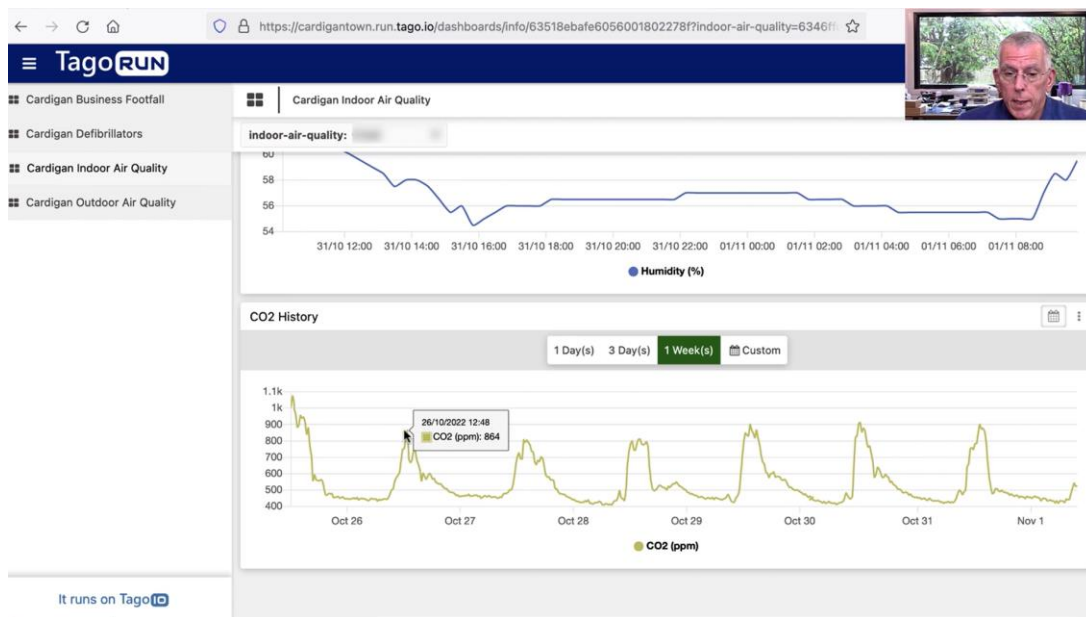 https://cardigantown.run.tago.io/dashboards/info/63518ebafe6056001802278f?indoor-air-quality=6346ff
TagoRUN
Cardigan Business Footfall
Cardigan Defibrillators
Cardigan Indoor Air Quality
Cardigan Outdoor Air Quality
Cardigan Indoor Air Quality
indoor-air-quality:
60
58
56
54
31/10 12:00 31/10 14:00 31/10 16:00 31/10 18:00 31/10 20:00 31/10 22:00 01/11 00:00 01/11 02:00 01/11 04:00 01/11 06:00 01/11 08:00
Humidity (%)
CO2 History
1 Day(s) 3 Day(s) 1 Week(s) Custom
1.1k
1k
900
800
700
600
500
400
26/10/2022 12:48
CO2 (ppm): 864
Oct 26 Oct 27 Oct 28 Oct 29 Oct 30 Oct 31 Nov 1
CO2 (ppm)
It runs on TagoIO